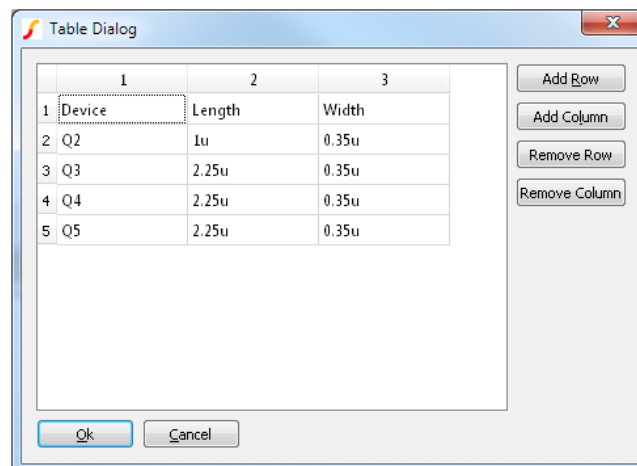 Table Dialog
1 2 3
1 Device Length Width
2 Q2 1u 0.35u
3 Q3 2.25u 0.35u
4 Q4 2.25u 0.35u
5 Q5 2.25u 0.35u
Add Row
Add Column
Remove Row
Remove Column
Ok Cancel